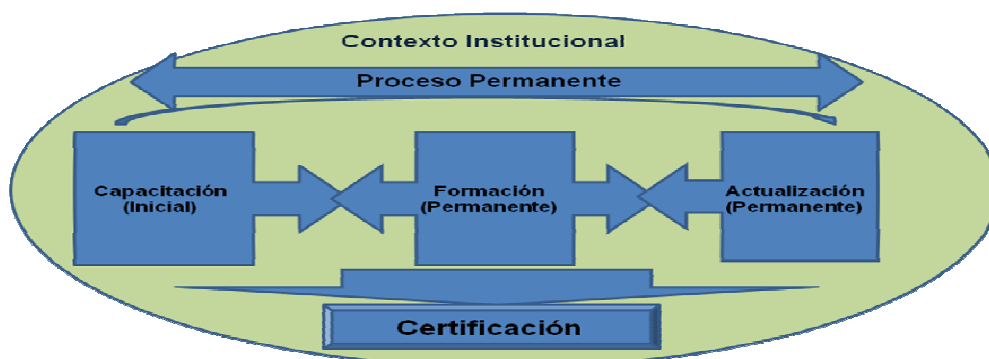 Contexto Institucional
Proceso Permanente
Capacitación
(Inicial)
Formación
(Permanente)
Actualización
(Permanente)
Certificación